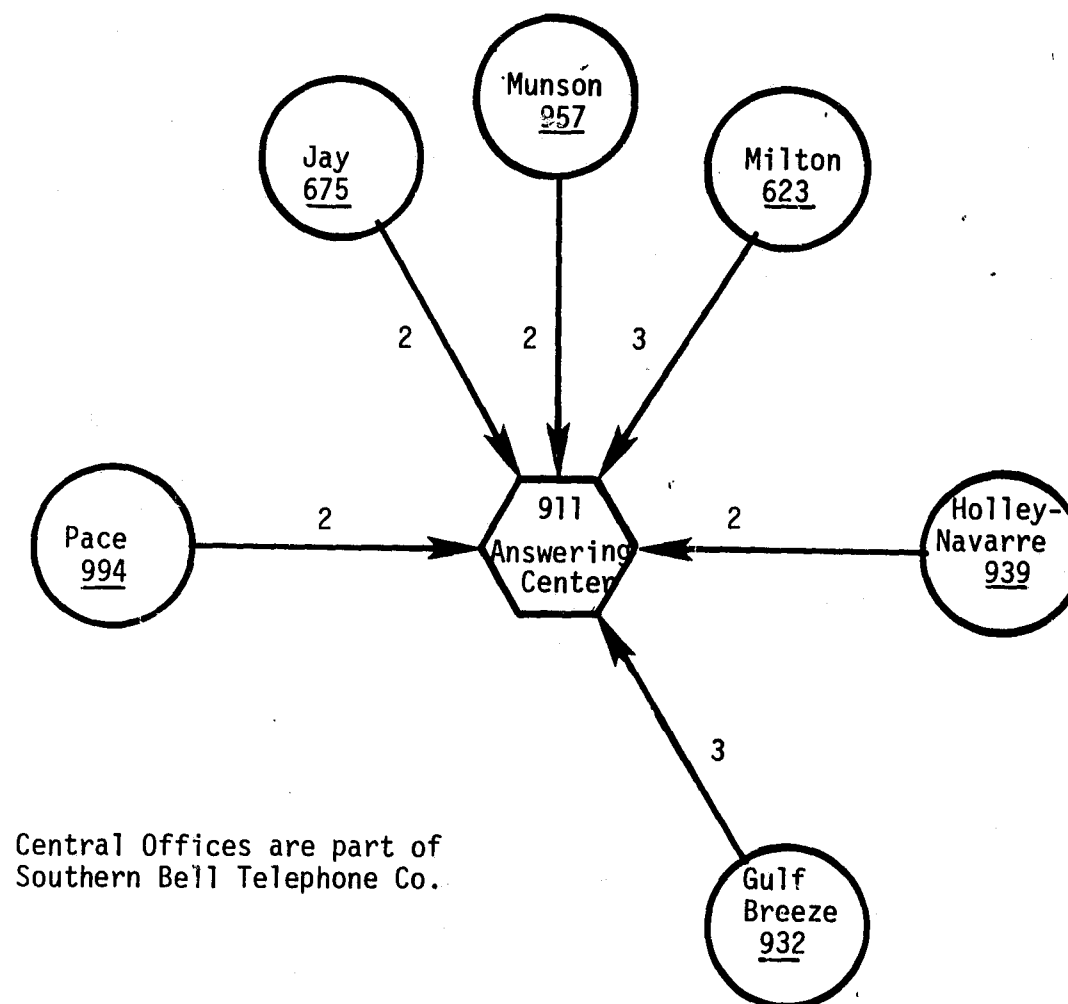 Munson
957
Jay
675
Milton
623
2
2
3
Pace
994
2
911
Answering
Center
2
Holley-
Navarre
939
3
Central Offices are part of
Southern Bell Telephone Co.
Gulf
Breeze
932